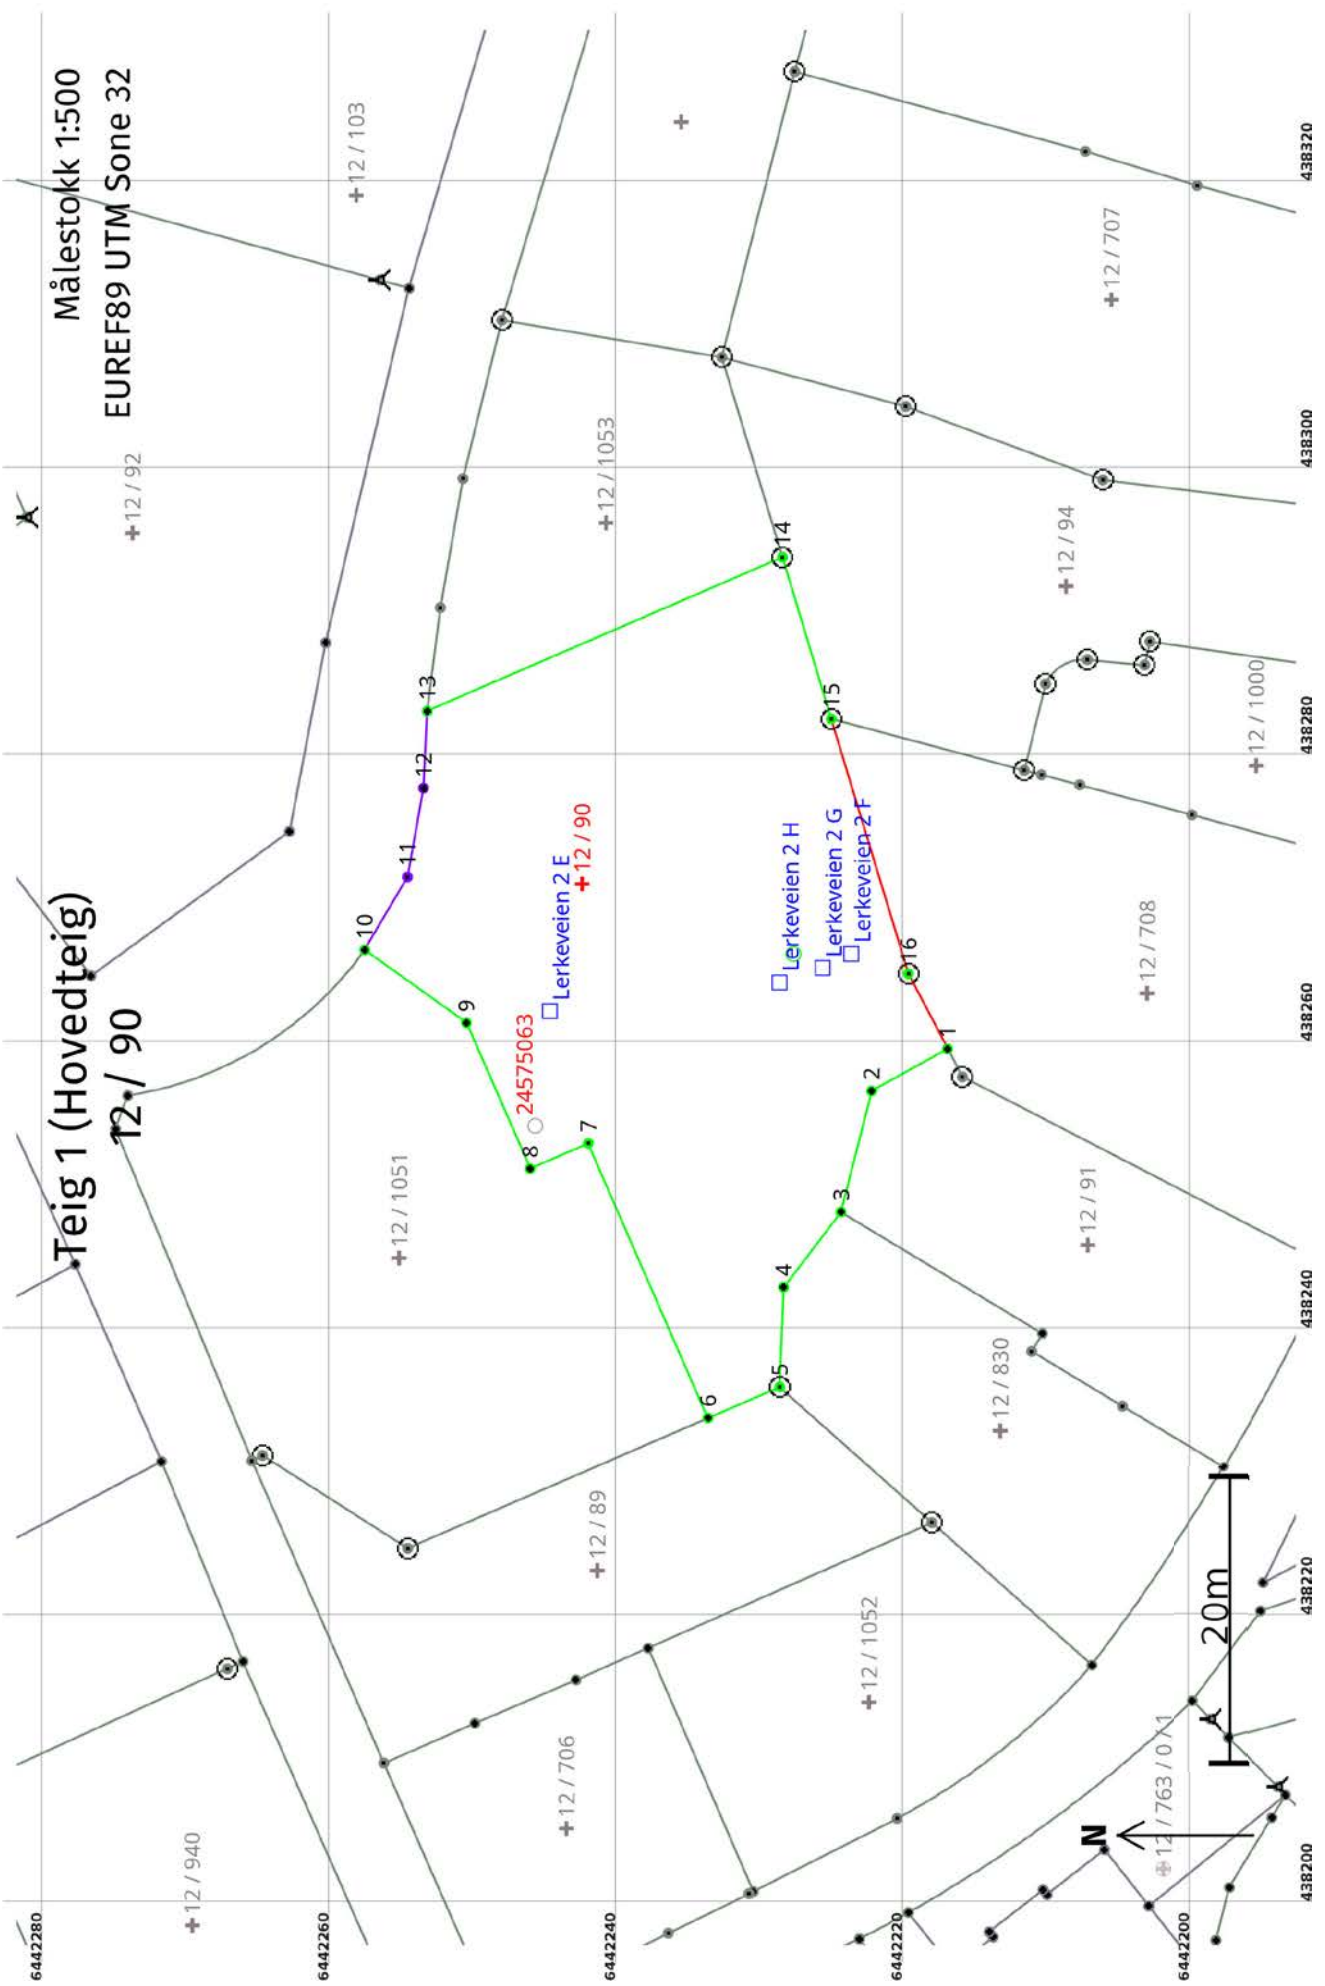 Målestokk 1:500
EUREF89 UTM Sone 32
Teig 1 (Hovedteig)
12 / 90
12 / 92
12 / 103
12 / 1053
12 / 1051
12 / 940
12 / 706
12 / 89
12 / 1052
12 / 830
12 / 91
12 / 708
12 / 1000
12 / 94
12 / 707
12 / 763 / 0 / 1
12 / 90
24575063
Lerkeveien 2 E
Lerkeveien 2 H
Lerkeveien 2 G
Lerkeveien 2 F
1
2
3
4
5
6
7
8
9
10
11
12
13
14
15
16
N
20m
6442280
6442260
6442240
6442220
6442200
438200
438220
438240
438260
438280
438300
438320